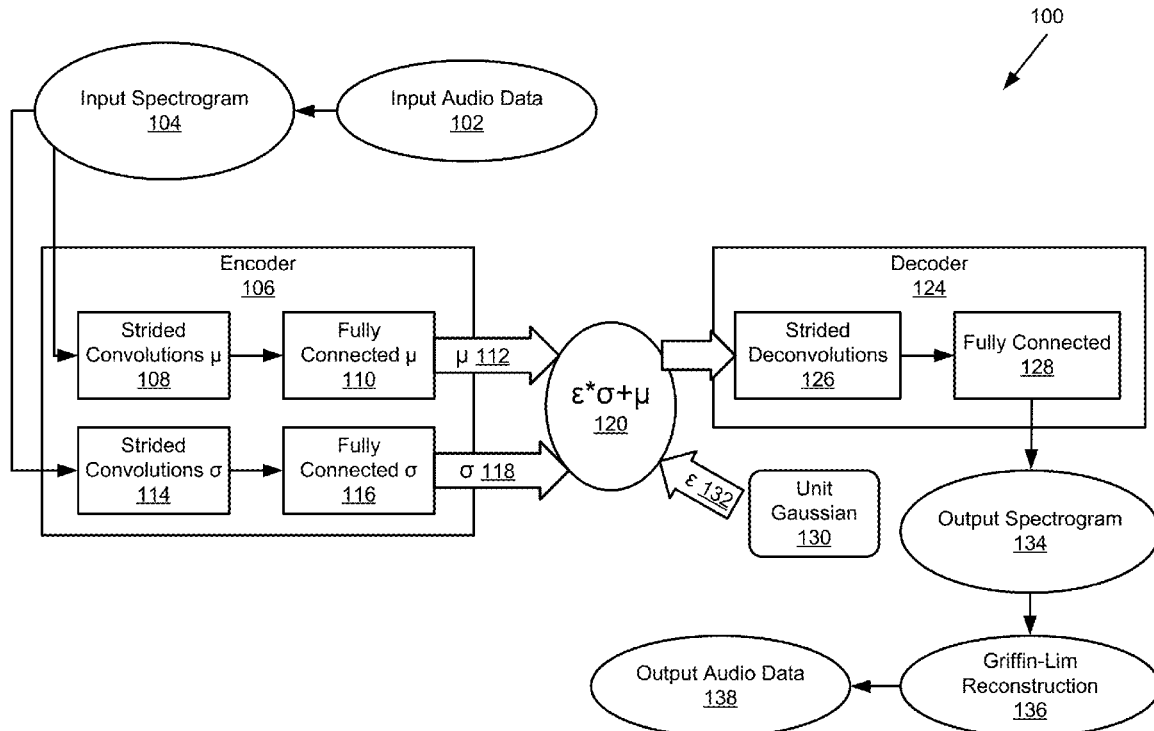 100
Input Spectrogram
104
Input Audio Data
102
Encoder
106
Strided
Convolutions μ
108
Fully
Connected μ
110
μ 112
Strided
Convolutions σ
114
Fully
Connected σ
116
σ 118
ε*σ+μ
120
ε 132
Unit
Gaussian
130
Decoder
124
Strided
Deconvolutions
126
Fully Connected
128
Output Spectrogram
134
Griffin-Lim
Reconstruction
136
Output Audio Data
138